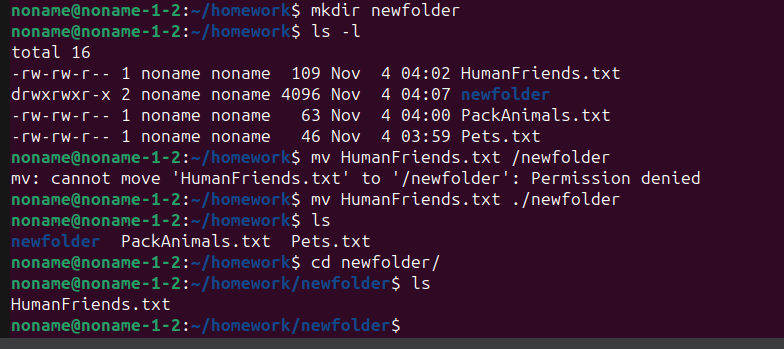 noname@noname-1-2:~/homework$ mkdir newfolder
noname@noname-1-2:~/homework$ ls -l
total 16
-rw-rw-r-- 1 noname noname  109 Nov  4 04:02 HumanFriends.txt
drwxrwxr-x 2 noname noname 4096 Nov  4 04:07 newfolder
-rw-rw-r-- 1 noname noname   63 Nov  4 04:00 PackAnimals.txt
-rw-rw-r-- 1 noname noname   46 Nov  4 03:59 Pets.txt
noname@noname-1-2:~/homework$ mv HumanFriends.txt /newfolder
mv: cannot move 'HumanFriends.txt' to '/newfolder': Permission denied
noname@noname-1-2:~/homework$ mv HumanFriends.txt ./newfolder
noname@noname-1-2:~/homework$ ls
newfolder  PackAnimals.txt  Pets.txt
noname@noname-1-2:~/homework$ cd newfolder/
noname@noname-1-2:~/homework/newfolder$ ls
HumanFriends.txt
noname@noname-1-2:~/homework/newfolder$